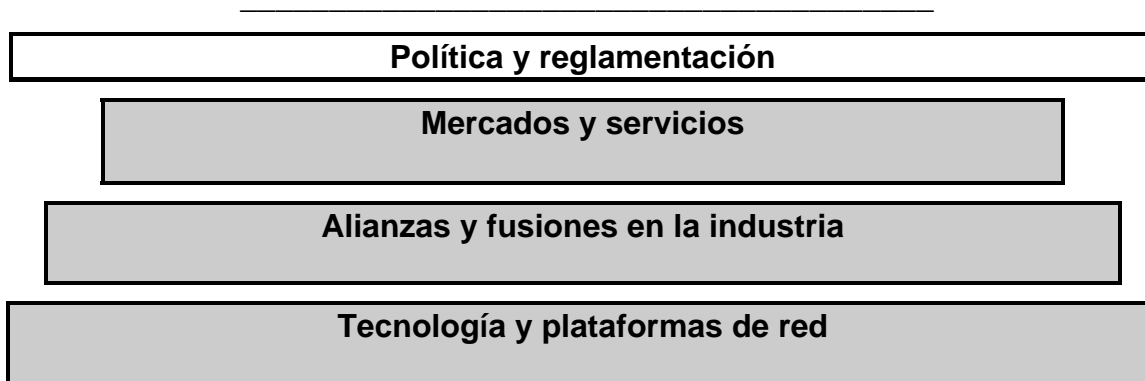 Política y reglamentación
Mercados y servicios
Alianzas y fusiones en la industria
Tecnología y plataformas de red